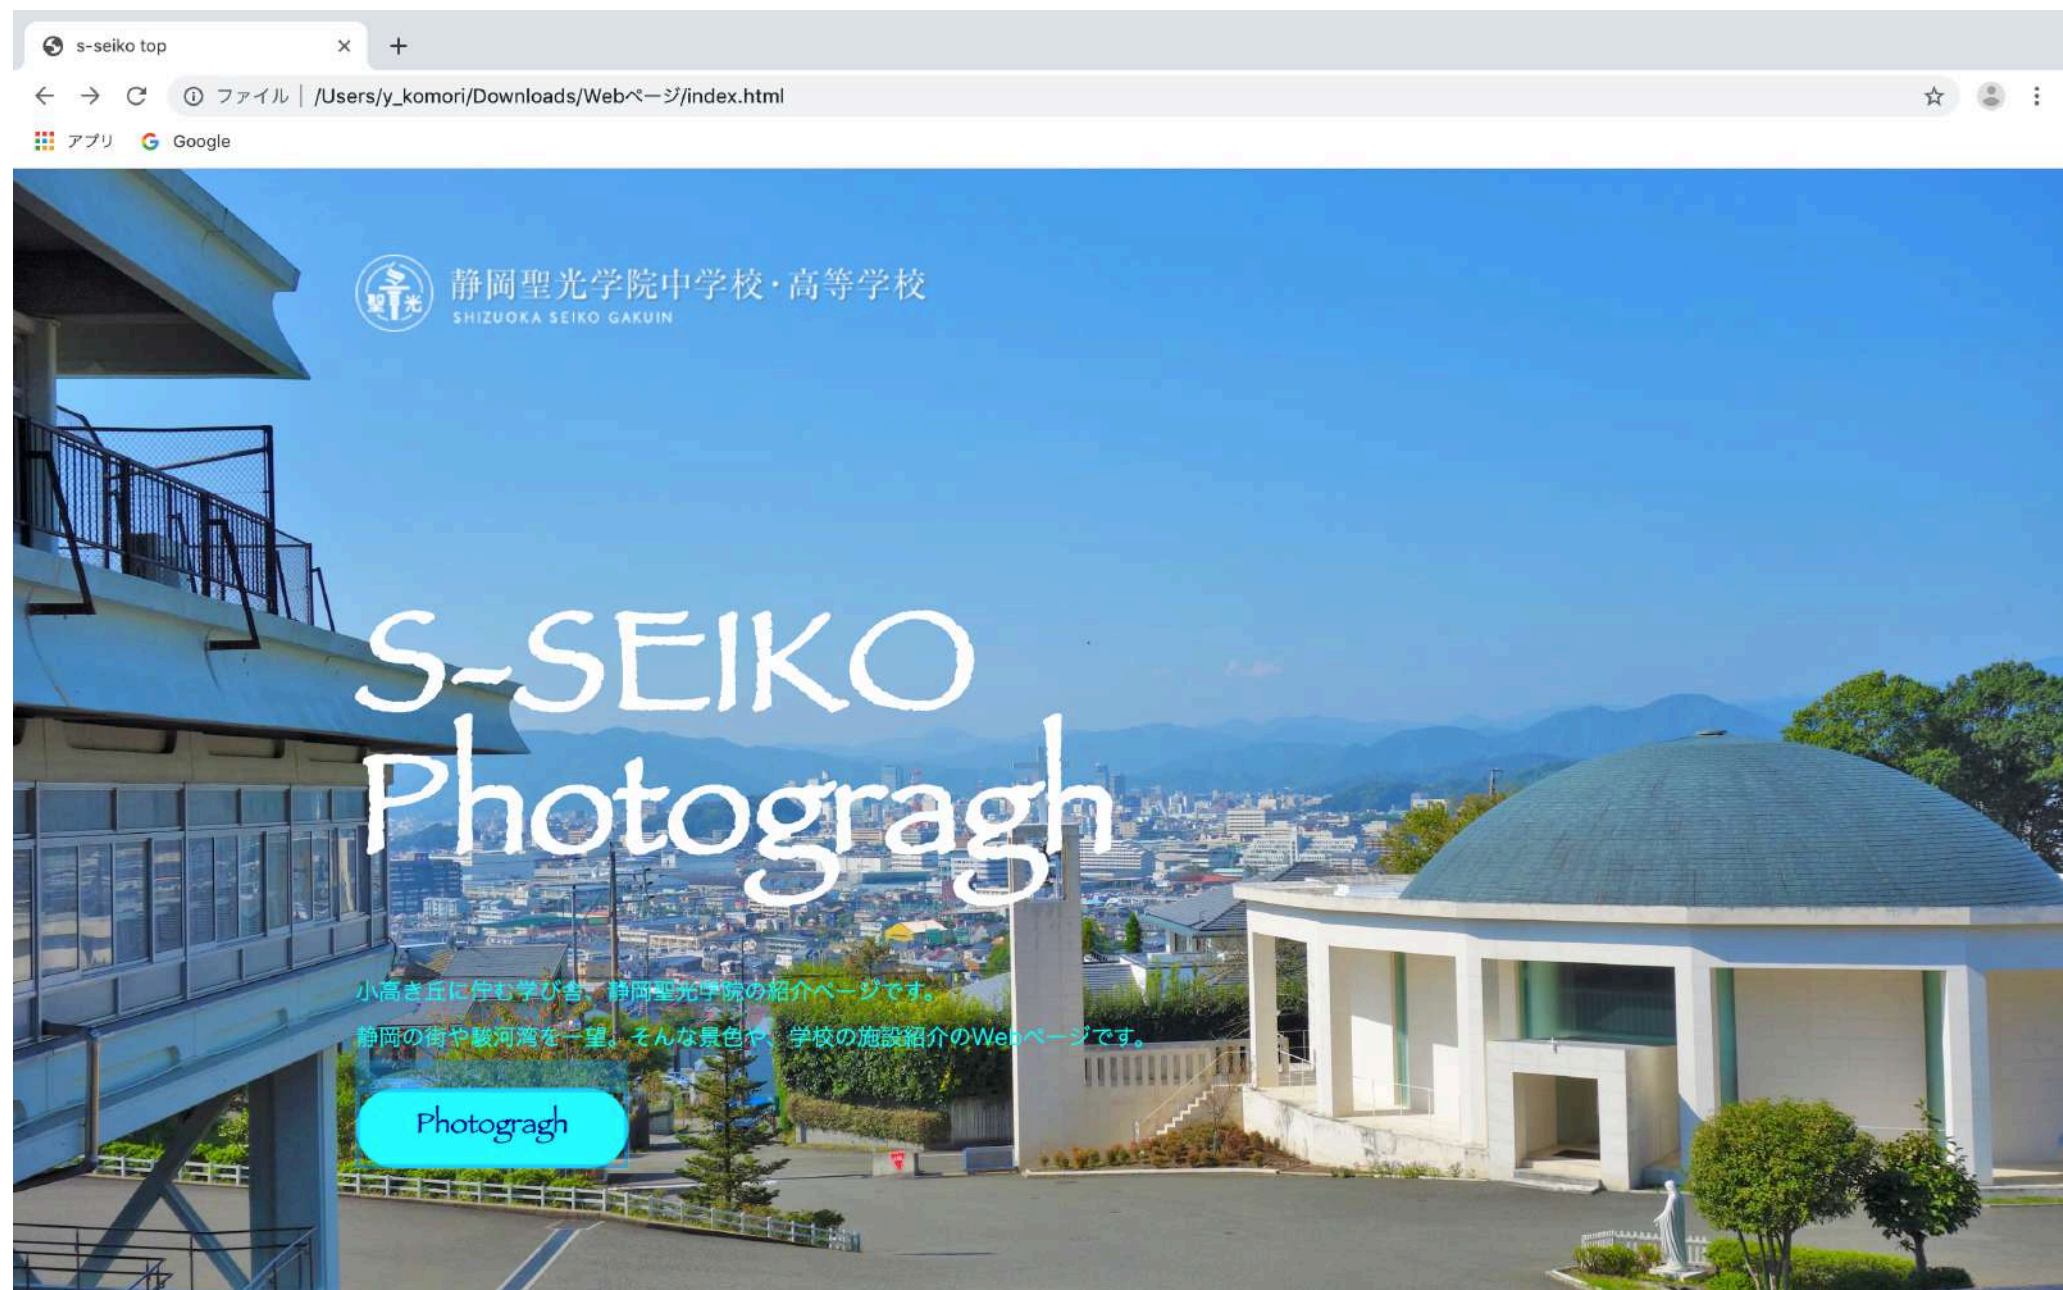 s-seiko top
ファイル | /Users/y_komori/Downloads/Webページ/index.html
アプリ Google
聖光 静岡聖光学院中学校・高等学校
SHIZUOKA SEIKO GAKUIN
S-SEIKO
Photogragh
小高き丘に佇む学び舎、静岡聖光学院の紹介ページです。
静岡の街や駿河湾を一望。そんな景色や、学校の施設紹介のWebページです。
Photogragh